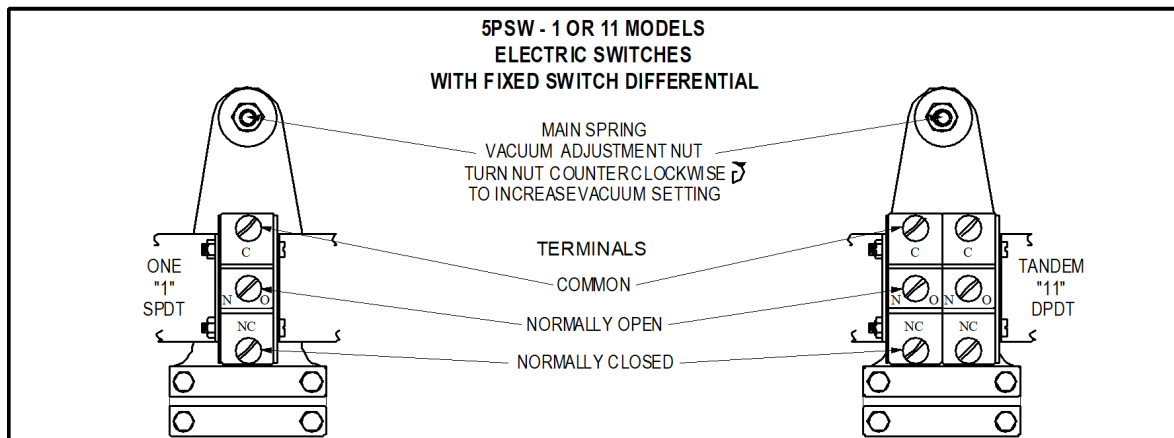 5PSW - 1 OR 11 MODELS
ELECTRIC SWITCHES
WITH FIXED SWITCH DIFFERENTIAL
MAIN SPRING
VACUUM ADJUSTMENT NUT
TURN NUT COUNTERCLOCKWISE
TO INCREASEVACUUM SETTING
TERMINALS
COMMON
NORMALLY OPEN
NORMALLY CLOSED
ONE
"1"
SPDT
C
N O
NC
C C
N O N O
NC NC
TANDEM
"11"
DPDT